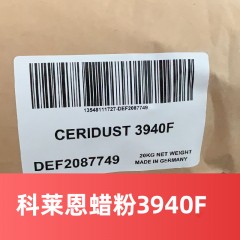 13548111727-DEF2087749
CERIDUST 3940F
DEF2087749
20KG NET WEIGHT
MADE IN GERMANY
科莱恩蜡粉3940F